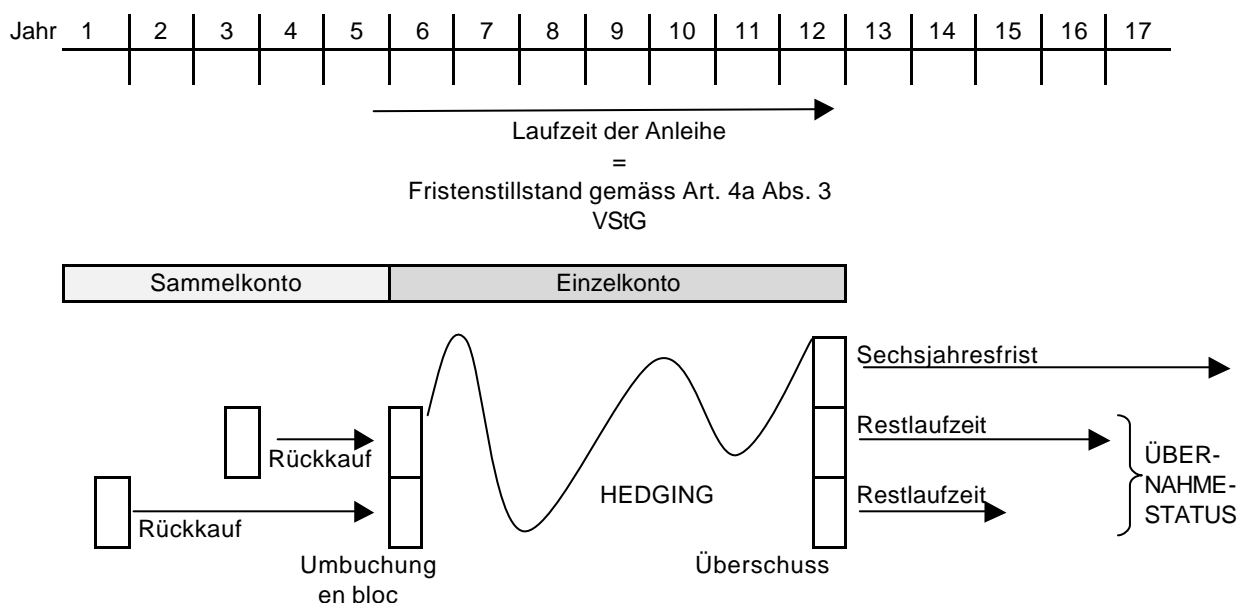 Jahr 1 2 3 4 5 6 7 8 9 10 11 12 13 14 15 16 17
Laufzeit der Anleihe
=
Fristenstillstand gemäss Art. 4a Abs. 3
VStG
Sammelkonto Einzelkonto
Sechsjahresfrist
Restlaufzeit
Rückkauf
ÜBER-
NAHME-
STATUS
HEDGING
Restlaufzeit
Rückkauf
Umbuchung
en bloc
Überschuss